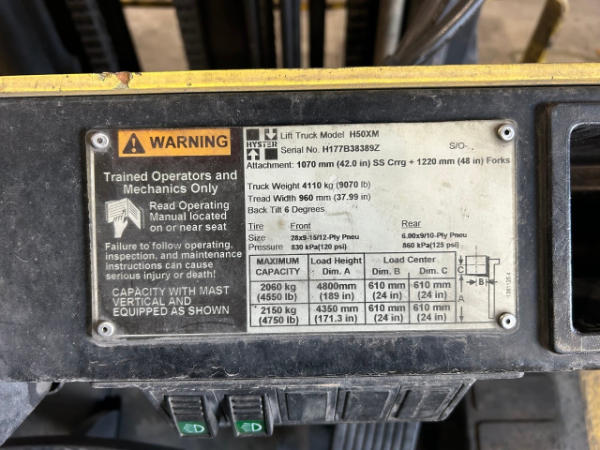 WARNING
Trained Operators and
Mechanics Only
Read Operating
Manual located
on or near seat
Failure to follow operating,
inspection, and maintenance
instructions can cause
serious injury or death!
CAPACITY WITH MAST
VERTICAL AND
EQUIPPED AS SHOWN
HYSTER
Lift Truck Model H50XM
Serial No. H177B38389Z S/O-
Attachment: 1070 mm (42.0 in) SS Crrg + 1220 mm (48 in) Forks
Truck Weight 4110 kg (9070 lb)
Tread Width 960 mm (37.99 in)
Back Tilt 6 Degrees
Tire Front Rear
Size 28x9-15/12-Ply Pneu 6.00x9/10-Ply Pneu
Pressure 830 kPa(120 psi) 860 kPa(125 psi)
MAXIMUM CAPACITY Load Height Dim. A Load Center Dim. B Dim. C
2060 kg 4800mm 610 mm 610 mm
(4550 lb) (189 in) (24 in) (24 in)
2150 kg 4350 mm 610 mm 610 mm
(4750 lb) (171.3 in) (24 in) (24 in)
C
A
B